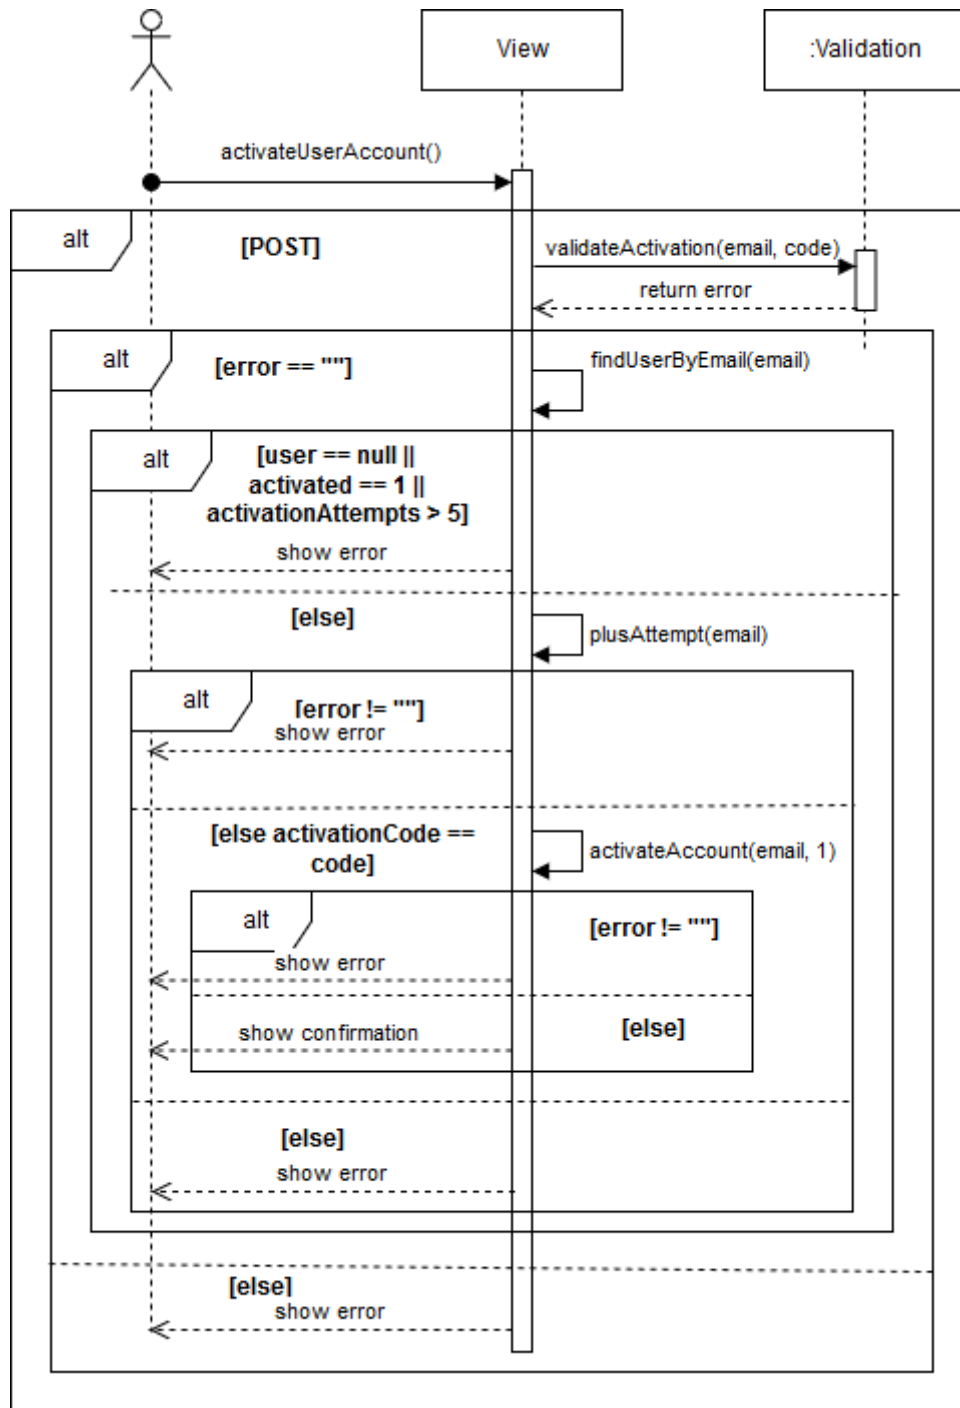 View
:Validation
activateUserAccount()
alt
[POST]
validateActivation(email, code)
return error
alt
[error == ""]
findUserByEmail(email)
alt
[user == null ||
activated == 1 ||
activationAttempts > 5]
show error
[else]
plusAttempt(email)
alt
[error != ""]
show error
[else activationCode ==
code]
activateAccount(email, 1)
alt
[error != ""]
show error
[else]
show confirmation
[else]
show error
[else]
show error